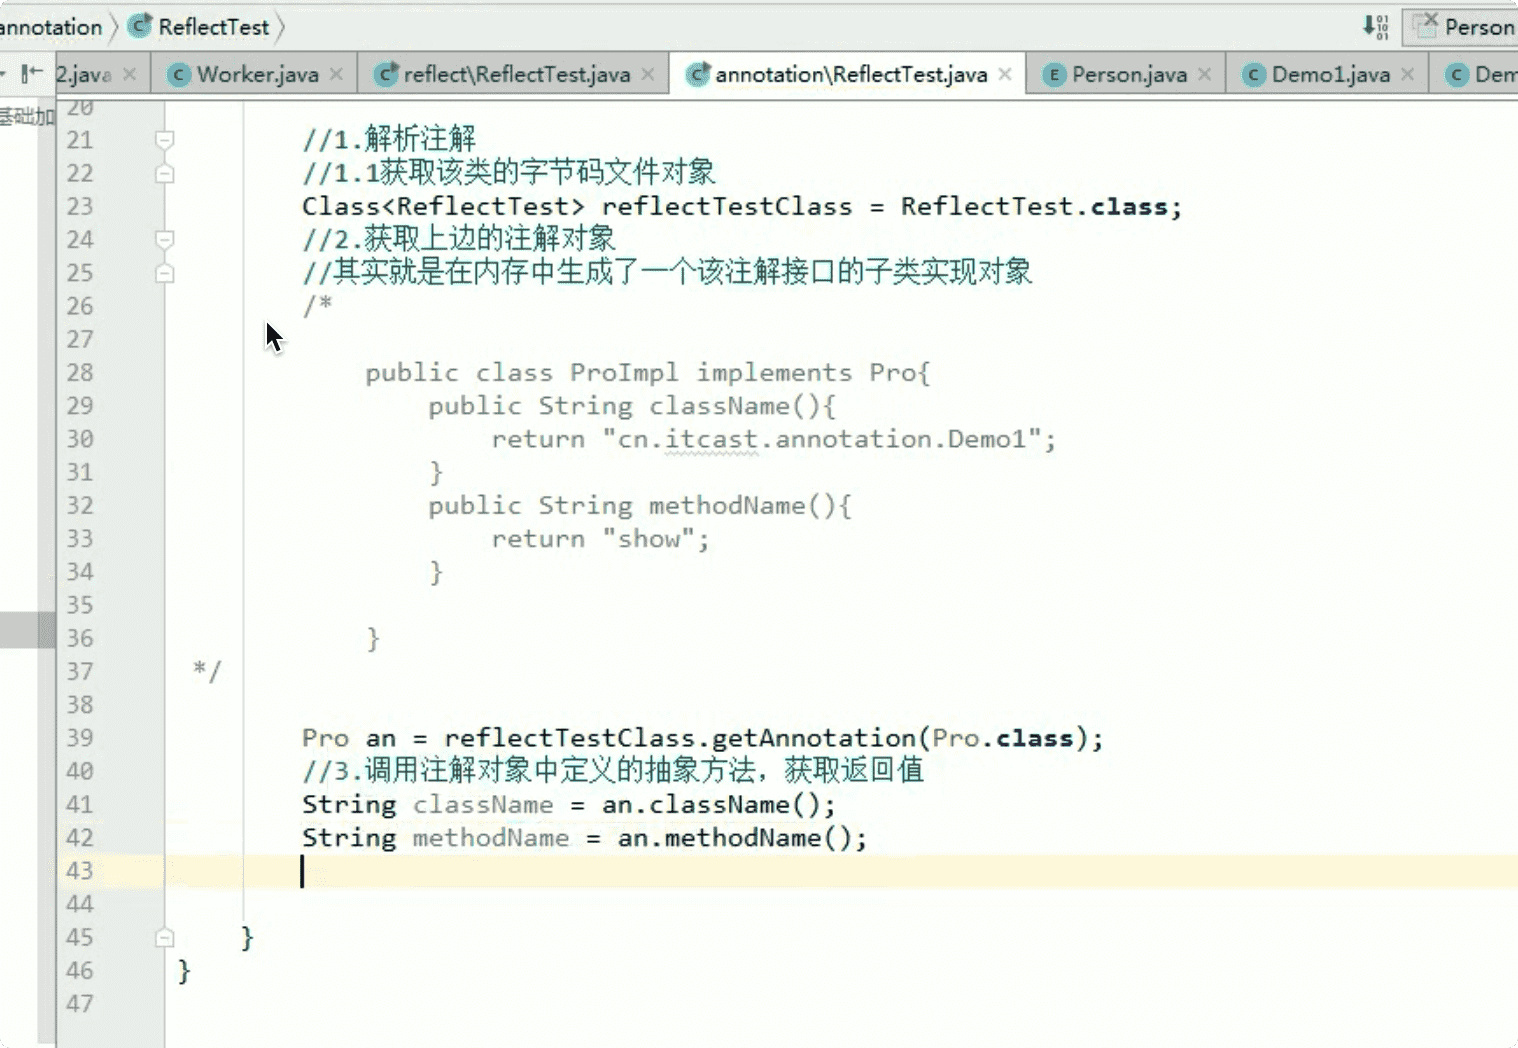 annotation ReflectTest Person
2.java Worker.java reflect\ReflectTest.java annotation\ReflectTest.java Person.java Demo1.java Dem
基础加
20
21 //1.解析注解
22 //1.1获取该类的字节码文件对象
23 Class<ReflectTest> reflectTestClass = ReflectTest.class;
24 //2.获取上边的注解对象
25 //其实就是在内存中生成了一个该注解接口的子类实现对象
26 /*
27
28 public class ProImpl implements Pro{
29 public String className(){
30 return "cn.itcast.annotation.Demo1";
31 }
32 public String methodName(){
33 return "show";
34 }
35
36 }
37 */
38
39 Pro an = reflectTestClass.getAnnotation(Pro.class);
40 //3.调用注解对象中定义的抽象方法，获取返回值
41 String className = an.className();
42 String methodName = an.methodName();
43
44
45 }
46 }
47